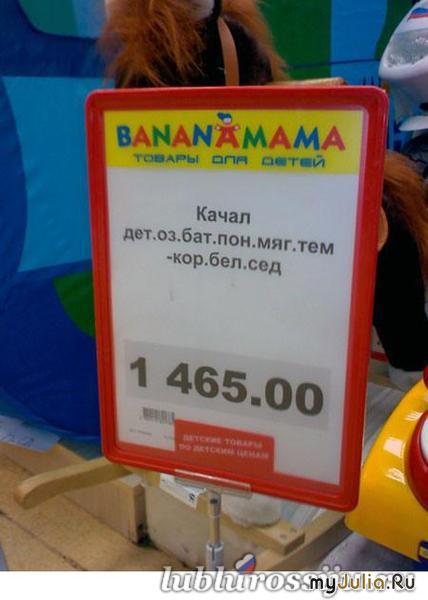 BANANAMAMA
ТОВАРЫ ДЛЯ ДЕТЕЙ
Качал
дет.оз.бат.пон.мяг.тем
-кор.бел.сед
1 465.00
ДЕТСКИЕ ТОВАРЫ
ПО ДЕТСКИМ ЦЕНАМ
lublurossiju.ru
myJulia.Ru